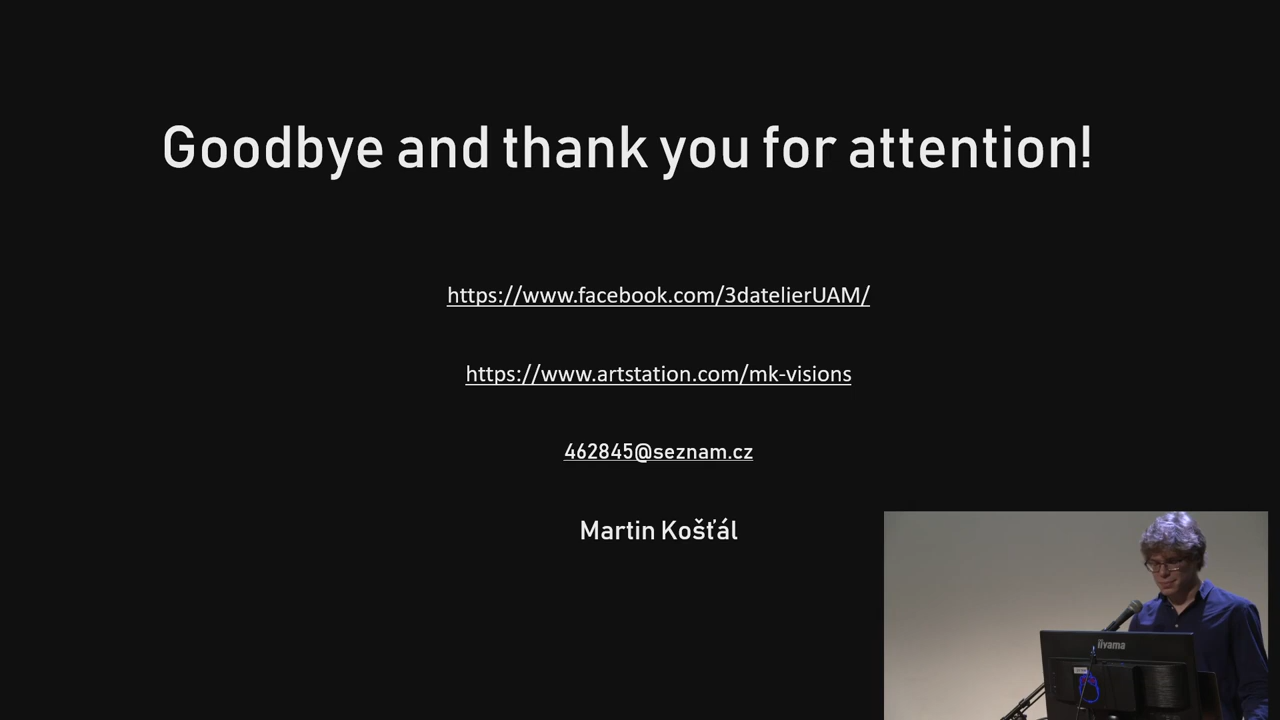 Goodbye and thank you for attention!
https://www.facebook.com/3datelierUAM/
https://www.artstation.com/mk-visions
462845@seznam.cz
Martin Košťál
iiyama